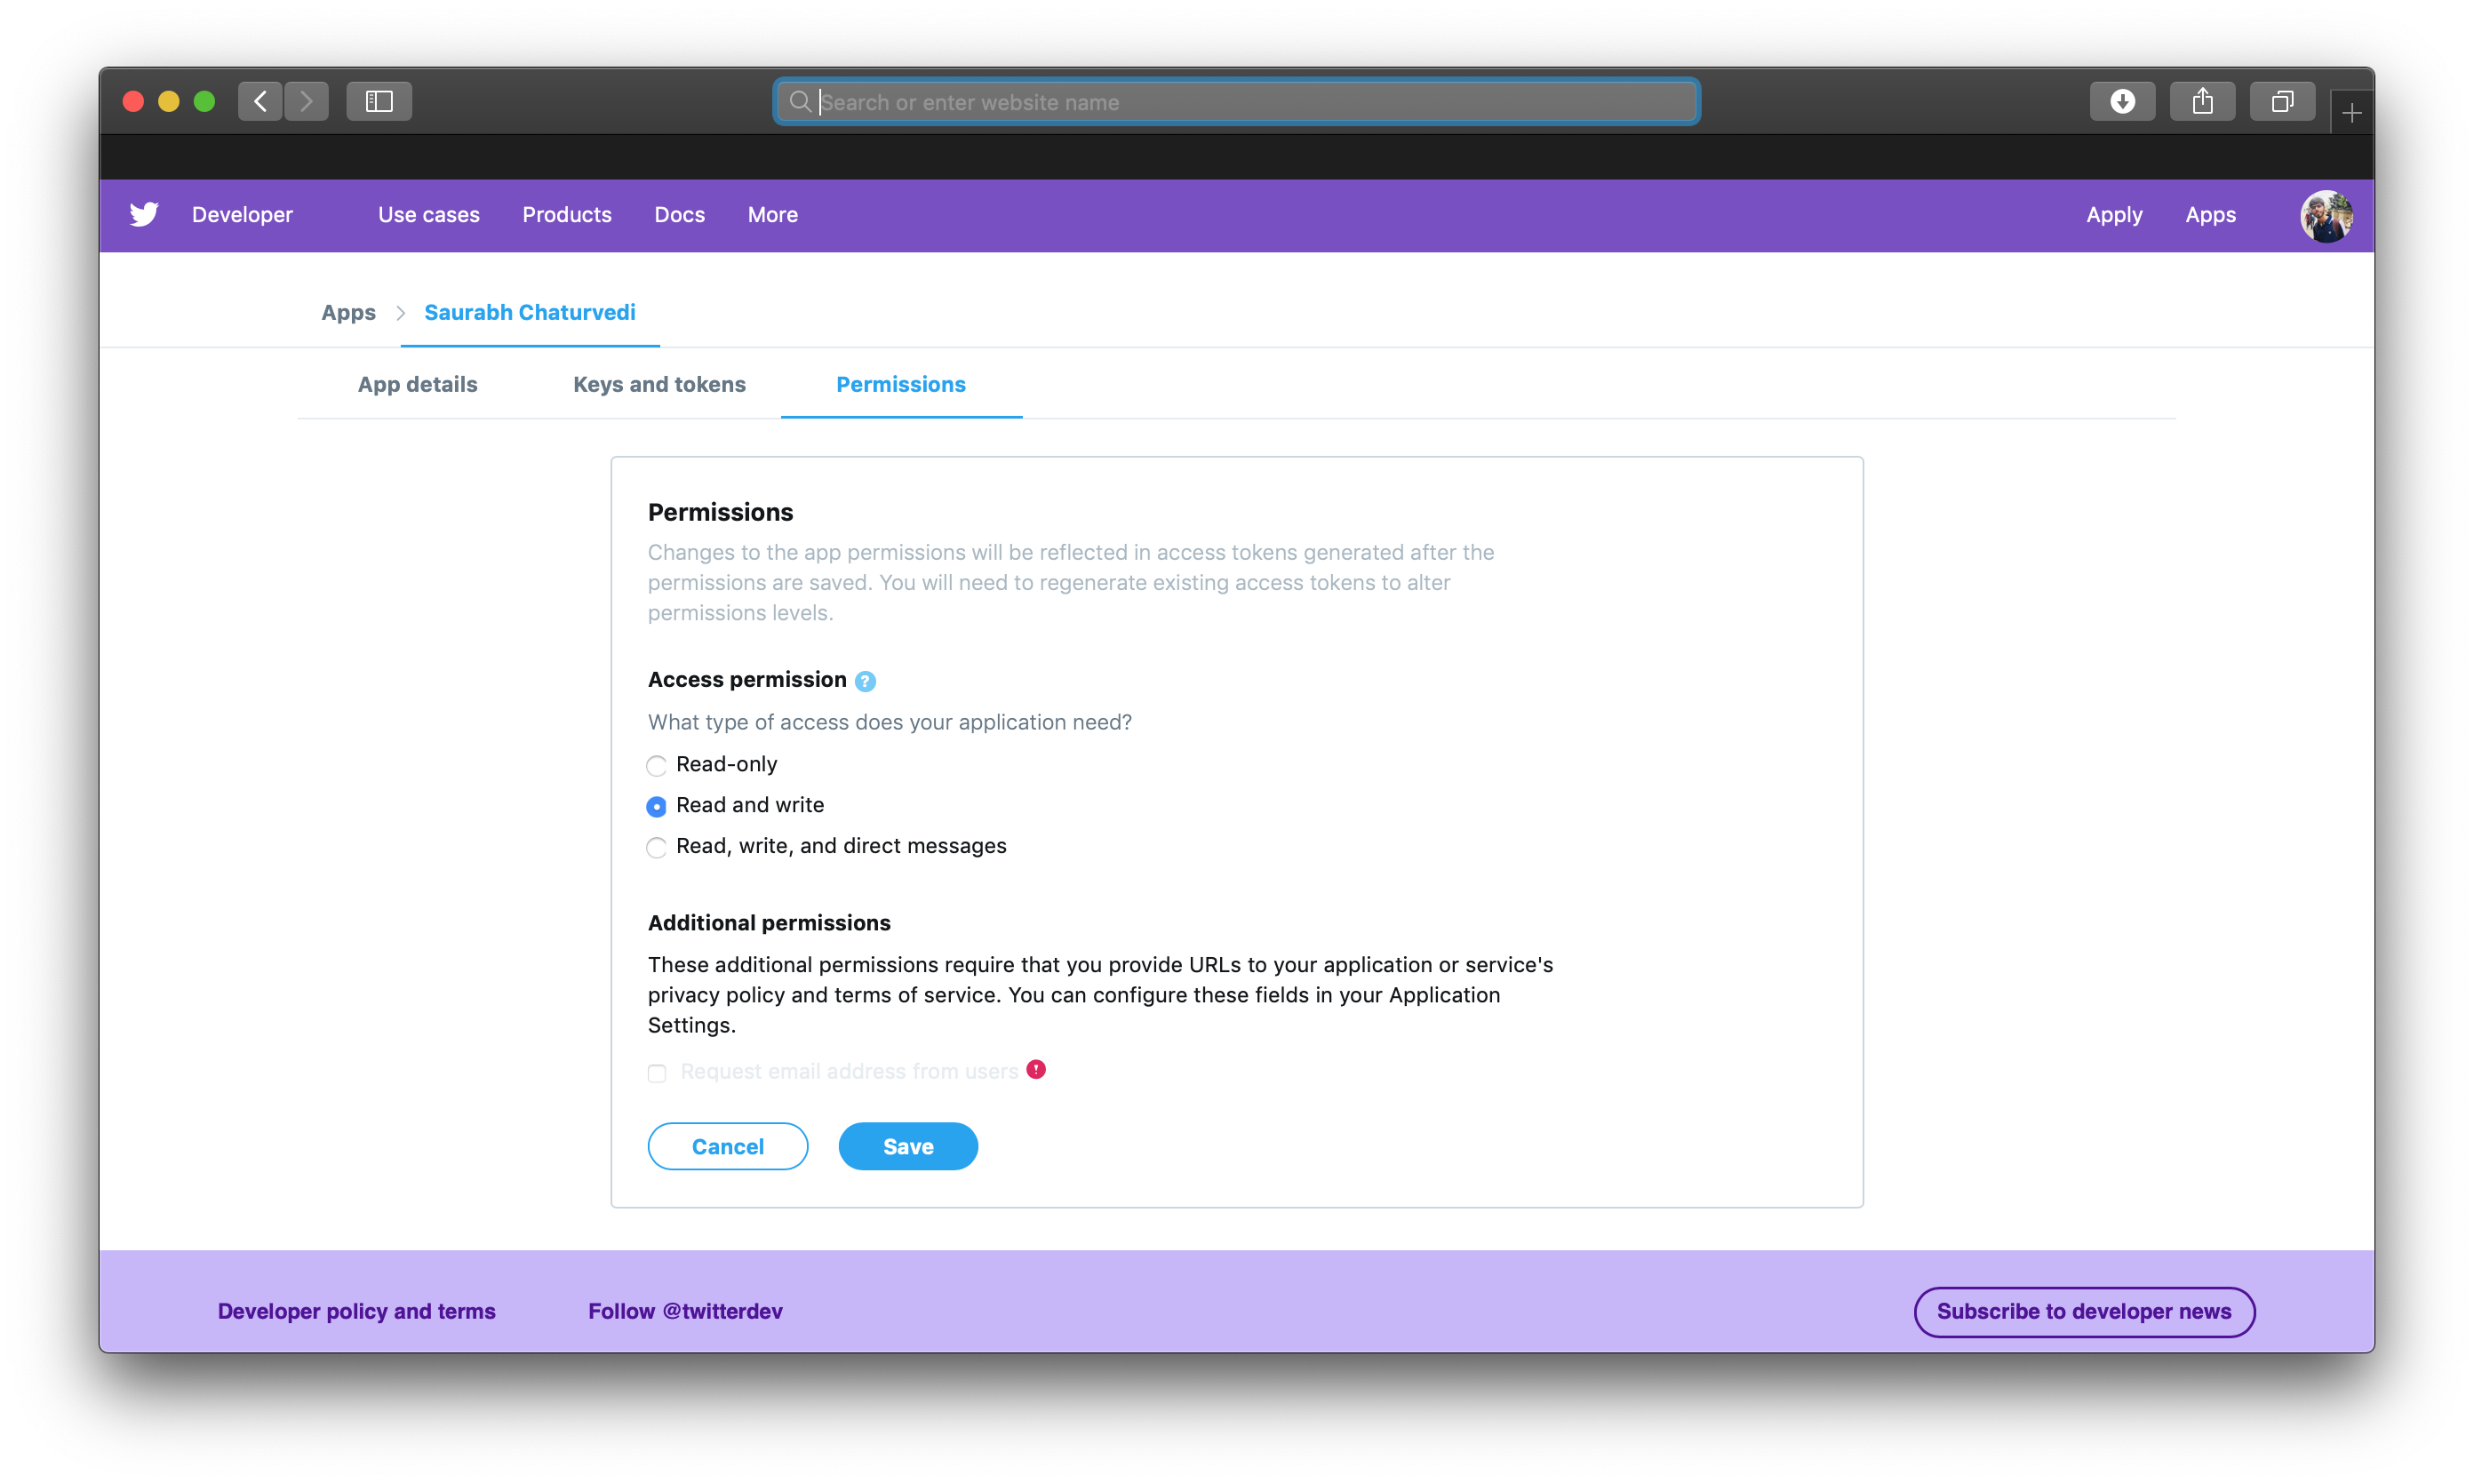 Search or enter website name
Developer Use cases Products Docs More Apply Apps
Apps > Saurabh Chaturvedi
App details Keys and tokens Permissions
Permissions
Changes to the app permissions will be reflected in access tokens generated after the
permissions are saved. You will need to regenerate existing access tokens to alter
permissions levels.
Access permission ?
What type of access does your application need?
Read-only
Read and write
Read, write, and direct messages
Additional permissions
These additional permissions require that you provide URLs to your application or service's
privacy policy and terms of service. You can configure these fields in your Application
Settings.
Request email address from users !
Cancel Save
Developer policy and terms Follow @twitterdev Subscribe to developer news